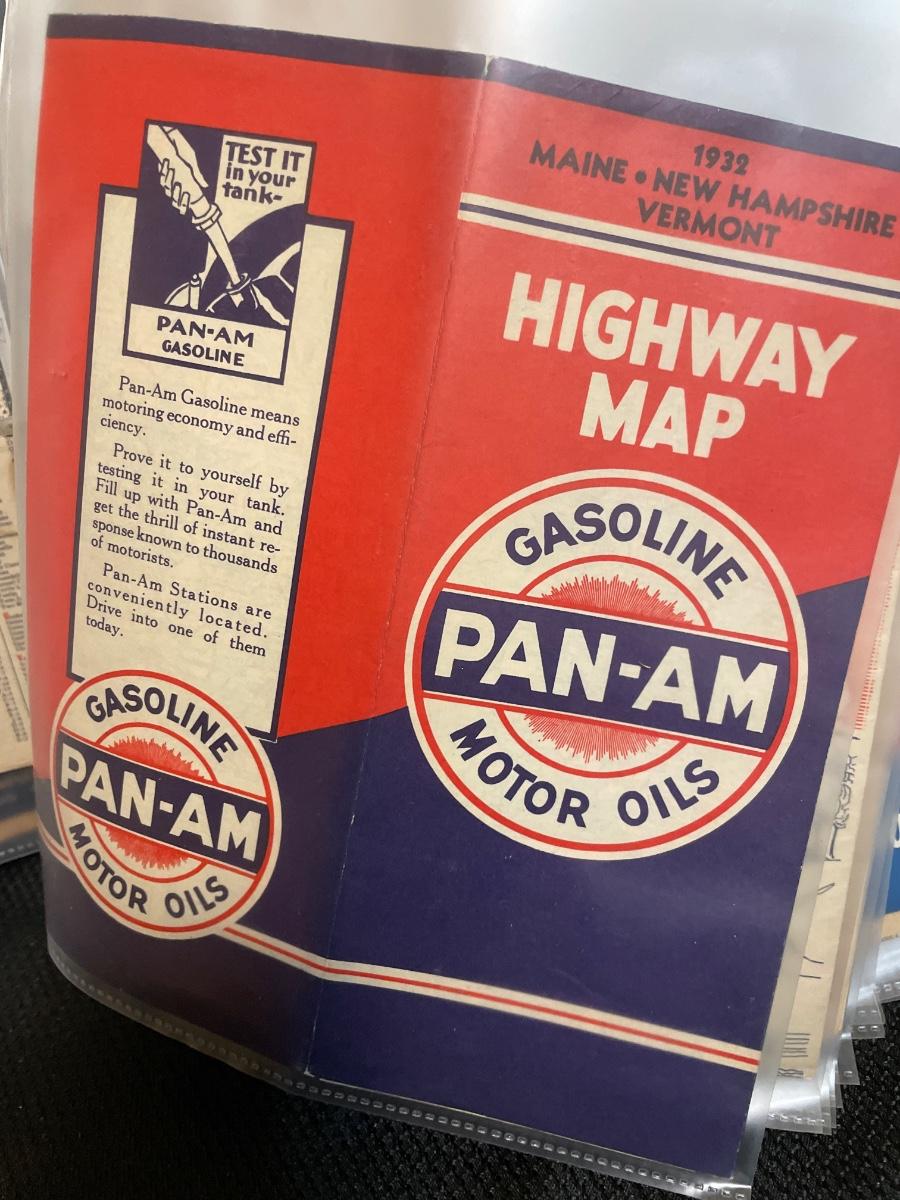 TEST IT
in your
tank-
PAN-AM
GASOLINE
Pan-Am Gasoline means
motoring economy and effi-
ciency.
Prove it to yourself by
testing it in your tank.
Fill up with Pan-Am and
get the thrill of instant re-
sponse known to thousands
of motorists.
Pan-Am Stations are
conveniently located.
Drive into one of them
today.
GASOLINE
PAN-AM
MOTOR OILS
1932
MAINE • NEW HAMPSHIRE
VERMONT
HIGHWAY
MAP
GASOLINE
PAN-AM
MOTOR OILS